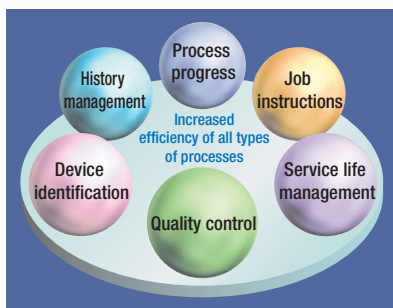 Process
progress
History
management
Job
instructions
Increased
efficiency of all types
of processes
Device
identification
Service life
management
Quality control